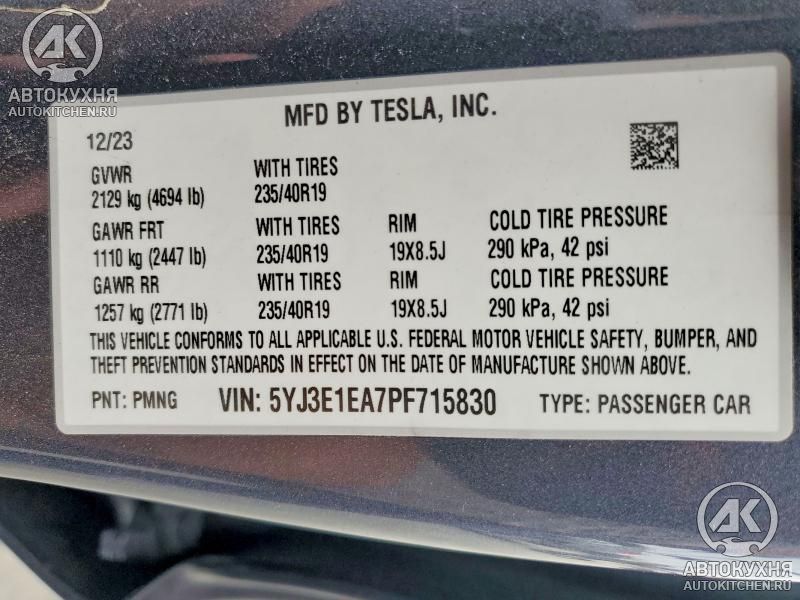 AK
АВТОКУХНЯ
AUTOKITCHEN.RU
MFD BY TESLA, INC.
12/23
GVWR WITH TIRES
2129 kg (4694 lb) 235/40R19
GAWR FRT WITH TIRES RIM COLD TIRE PRESSURE
1110 kg (2447 lb) 235/40R19 19X8.5J 290 kPa, 42 psi
GAWR RR WITH TIRES RIM COLD TIRE PRESSURE
1257 kg (2771 lb) 235/40R19 19X8.5J 290 kPa, 42 psi
THIS VEHICLE CONFORMS TO ALL APPLICABLE U.S. FEDERAL MOTOR VEHICLE SAFETY, BUMPER, AND
THEFT PREVENTION STANDARDS IN EFFECT ON THE DATE OF MANUFACTURE SHOWN ABOVE.
PNT: PMNG VIN: 5YJ3E1EA7PF715830 TYPE: PASSENGER CAR
AK
АВТОКУХНЯ
AUTOKITCHEN.RU